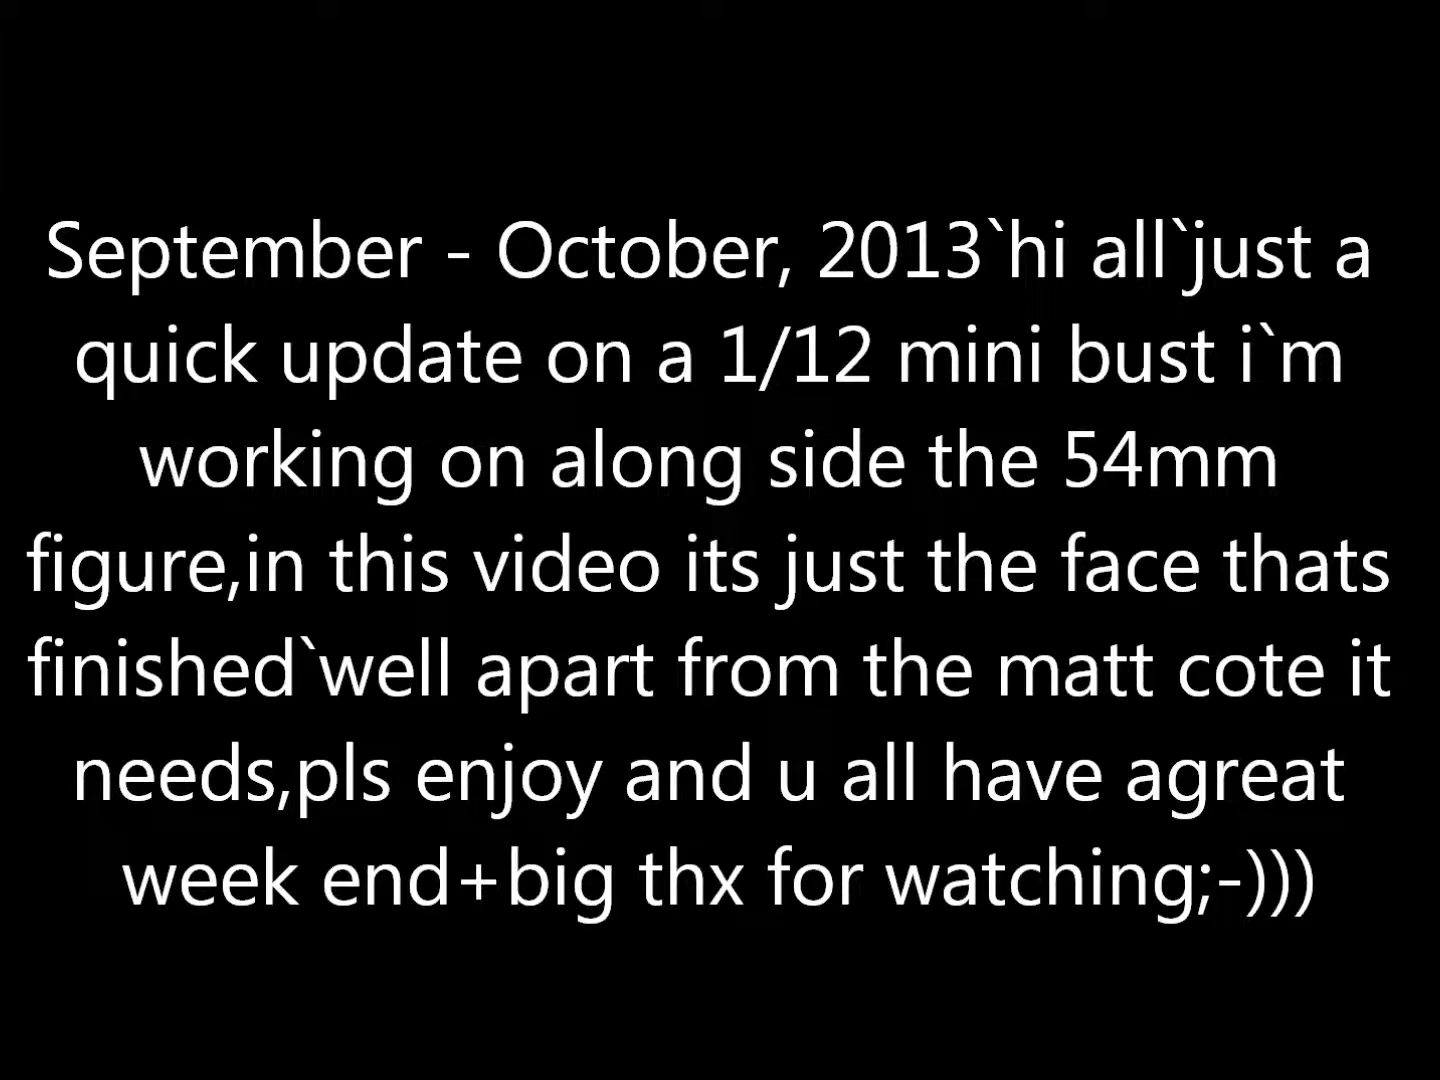 September - October, 2013`hi all`just a
quick update on a 1/12 mini bust i`m
working on along side the 54mm
figure,in this video its just the face thats
finished`well apart from the matt cote it
needs,pls enjoy and u all have agreat
week end+big thx for watching;-)))